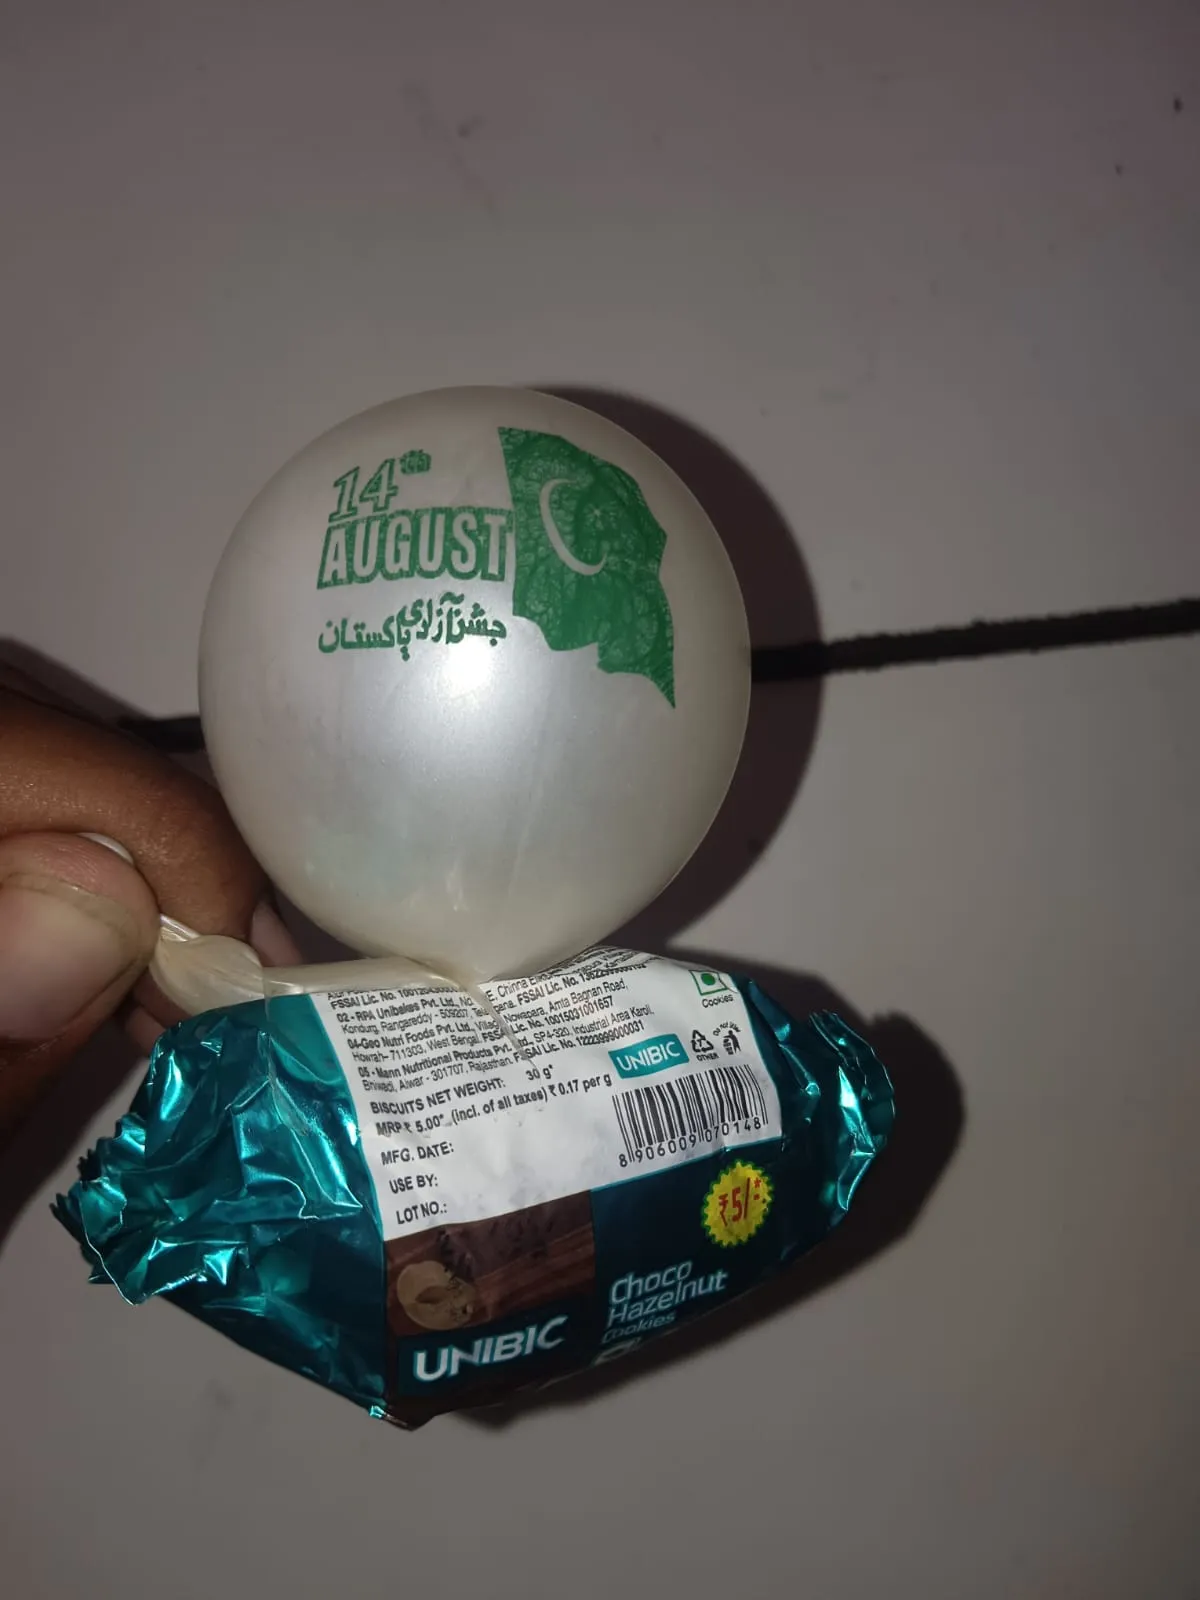 14th
AUGUST
جشن آزادی پاکستان
FSSAI Lic. No.
02 - RPA Unibakes Pvt. Ltd.,
Kondurg, Rangareddy - 509207,
04-Geo Nutri Foods Pvt. Ltd., Village Nowapara, Amta Bagnan Road,
Howrah- 711303, West Bengal. FSSAI Lic. No. 10015031001657
05 - Mann Nutritional Products Pvt. Ltd., SP4-320, Industrial Area Karoli,
Bhiwadi, Alwar - 301707, Rajasthan. FSSAI Lic. No. 12223999000031
BISCUITS NET WEIGHT: 30 g*
MRP ₹ 5.00* (incl. of all taxes) ₹ 0.17 per g
MFG. DATE:
USE BY:
LOT NO.:
Cookies
UNIBIC
OTHER
8 906009 070148
₹5/-*
UNIBIC
Choco
Hazelnut
Cookies